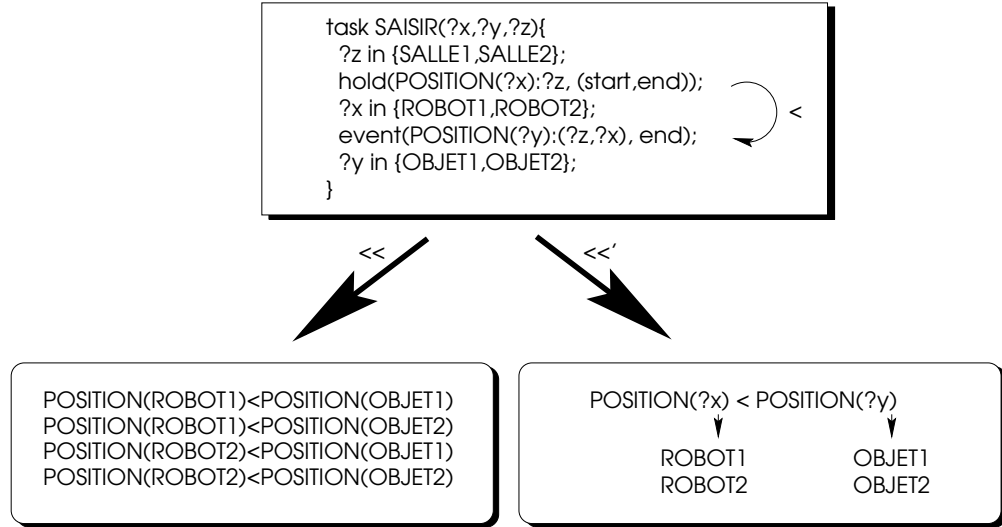 task SAISIR(?x,?y,?z){
?z in {SALLE1,SALLE2};
hold(POSITION(?x):?z, (start,end));
?x in {ROBOT1,ROBOT2};
<
event(POSITION(?y):(?z,?x), end);
?y in {OBJET1,OBJET2};
}
<< <<'
POSITION(ROBOT1)<POSITION(OBJET1)
POSITION(ROBOT1)<POSITION(OBJET2)
POSITION(ROBOT2)<POSITION(OBJET1)
POSITION(ROBOT2)<POSITION(OBJET2)
POSITION(?x) < POSITION(?y)
ROBOT1 OBJET1
ROBOT2 OBJET2